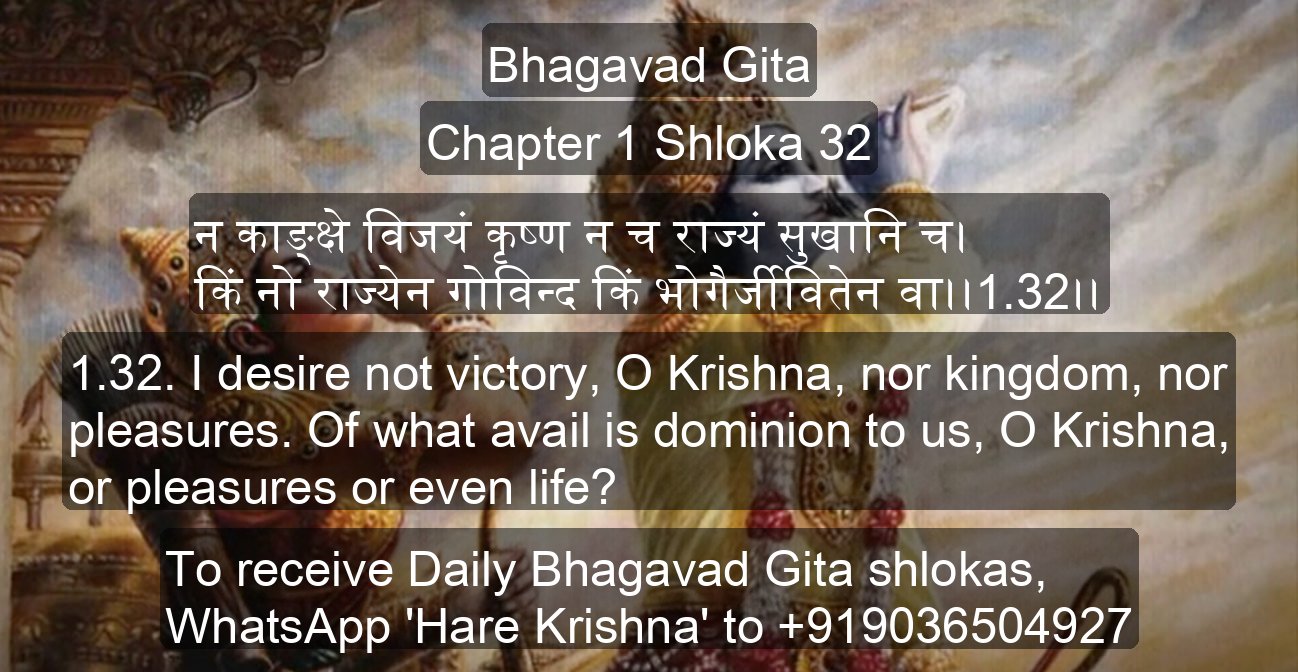 Bhagavad Gita
Chapter 1 Shloka 32
न काङ्क्षे विजयं कृष्ण न च राज्यं सुखानि च।
किं नो राज्येन गोविन्द किं भोगैर्जीवितेन वा।।1.32।।
1.32. I desire not victory, O Krishna, nor kingdom, nor
pleasures. Of what avail is dominion to us, O Krishna,
or pleasures or even life?
To receive Daily Bhagavad Gita shlokas,
WhatsApp 'Hare Krishna' to +919036504927